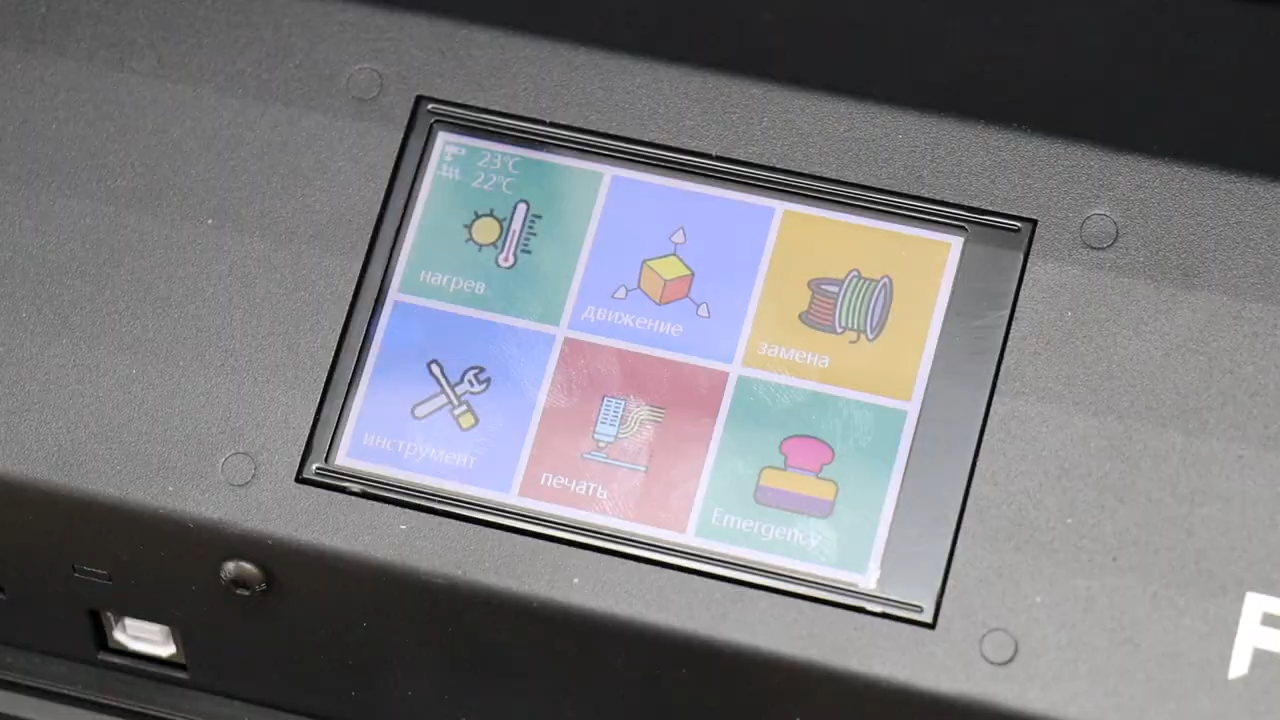 23℃
22℃
нагрев
движение
замена
инструмент
печать
Emergency
F